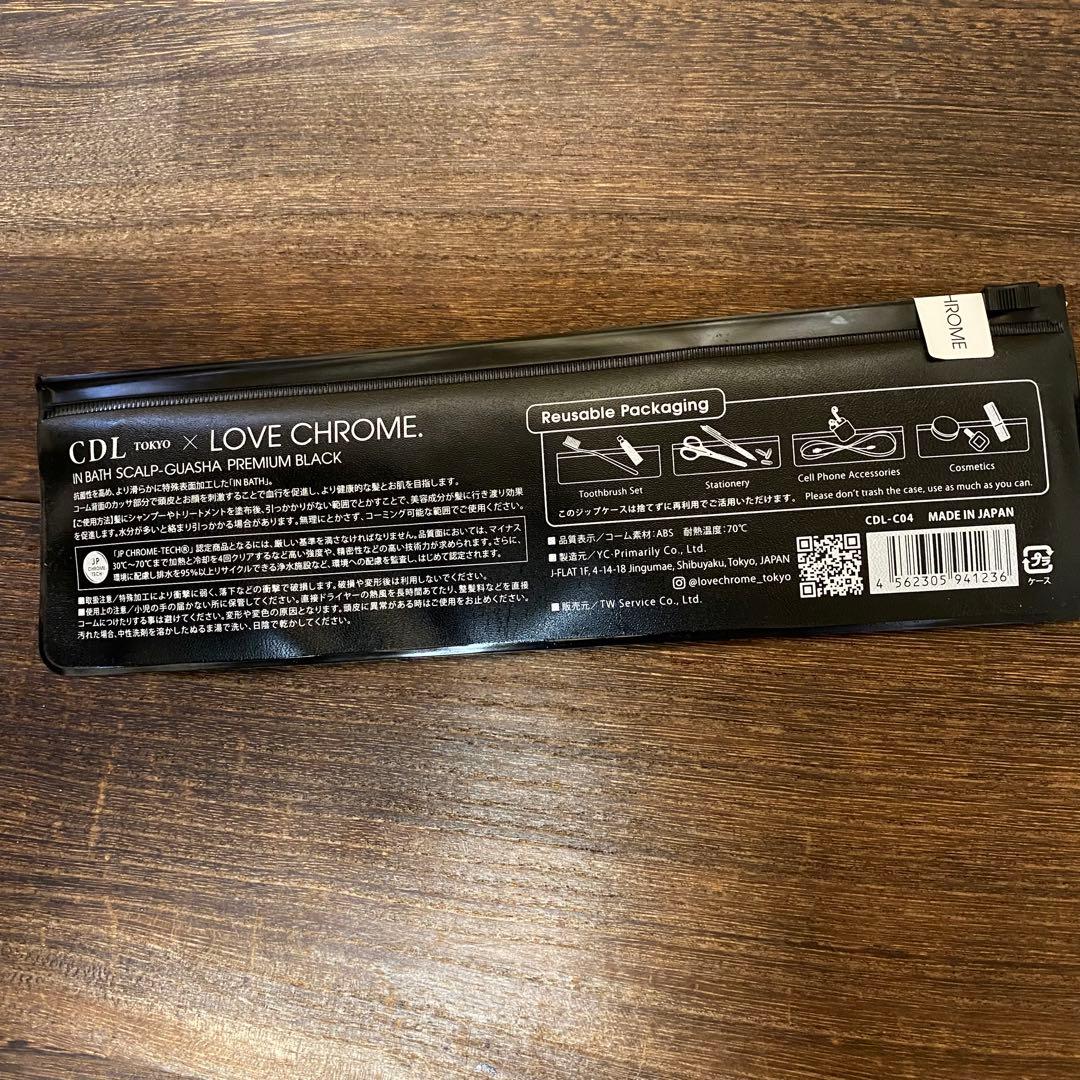 CHROME
CDL TOKYO × LOVE CHROME.
IN BATH SCALP-GUASHA PREMIUM BLACK
抗菌性を高め、より滑らかに特殊表面加工した「IN BATH」。
コーム背面のカッサ部分で頭皮とお顔を刺激することで血行を促進し、より健康的な髪とお肌を目指します。
【ご使用方法】髪にシャンプーやトリートメントを塗布後、引っかからない範囲でとかすことで、美容成分が髪に行き渡り効果
を促進します。水分が多いと絡まり引っかかる場合があります。無理にとかさず、コーミング可能な範囲でご使用ください。
JP CHROME TECH
「JP CHROME-TECH®」認定商品となるには、厳しい基準を満さなければなりません。品質面においては、マイナス
30℃〜70℃まで加熱と冷却を4回クリアするなど高い強度や、精密性などの高い技術力が求められます。さらに、
環境に配慮し排水を95%以上リサイクルできる浄水施設など、環境への配慮を監査し、はじめて認定されます。
■取扱注意／特殊加工により衝撃に弱く、落下などの衝撃で破損します。破損や変形後は利用しないでください。
■使用上の注意／小児の手の届かない所に保管してください。直接ドライヤーの熱風を長時間あてたり、整髪料などを直接
コームにつけたりする事は避けてください。変形や変色の原因となります。頭皮に異常がある時はご使用をお止めください。
汚れた場合、中性洗剤を溶かしたぬるま湯で洗い、日陰で乾かしてください。
Reusable Packaging
Toothbrush Set
Stationery
Cell Phone Accessories
Cosmetics
このジップケースは捨てずに再利用でご活用いただけます。 Please don't trash the case, use as much as you can.
■ 品質表示／コーム素材:ABS 耐熱温度:70℃
■ 製造元／YC-Primarily Co., Ltd.
J-FLAT 1F, 4-14-18 Jingumae, Shibuyaku, Tokyo, JAPAN
@lovechrome_tokyo
■ 販売元／TW Service Co., Ltd.
CDL-C04 MADE IN JAPAN
4 562305 941236
プラ
ケース